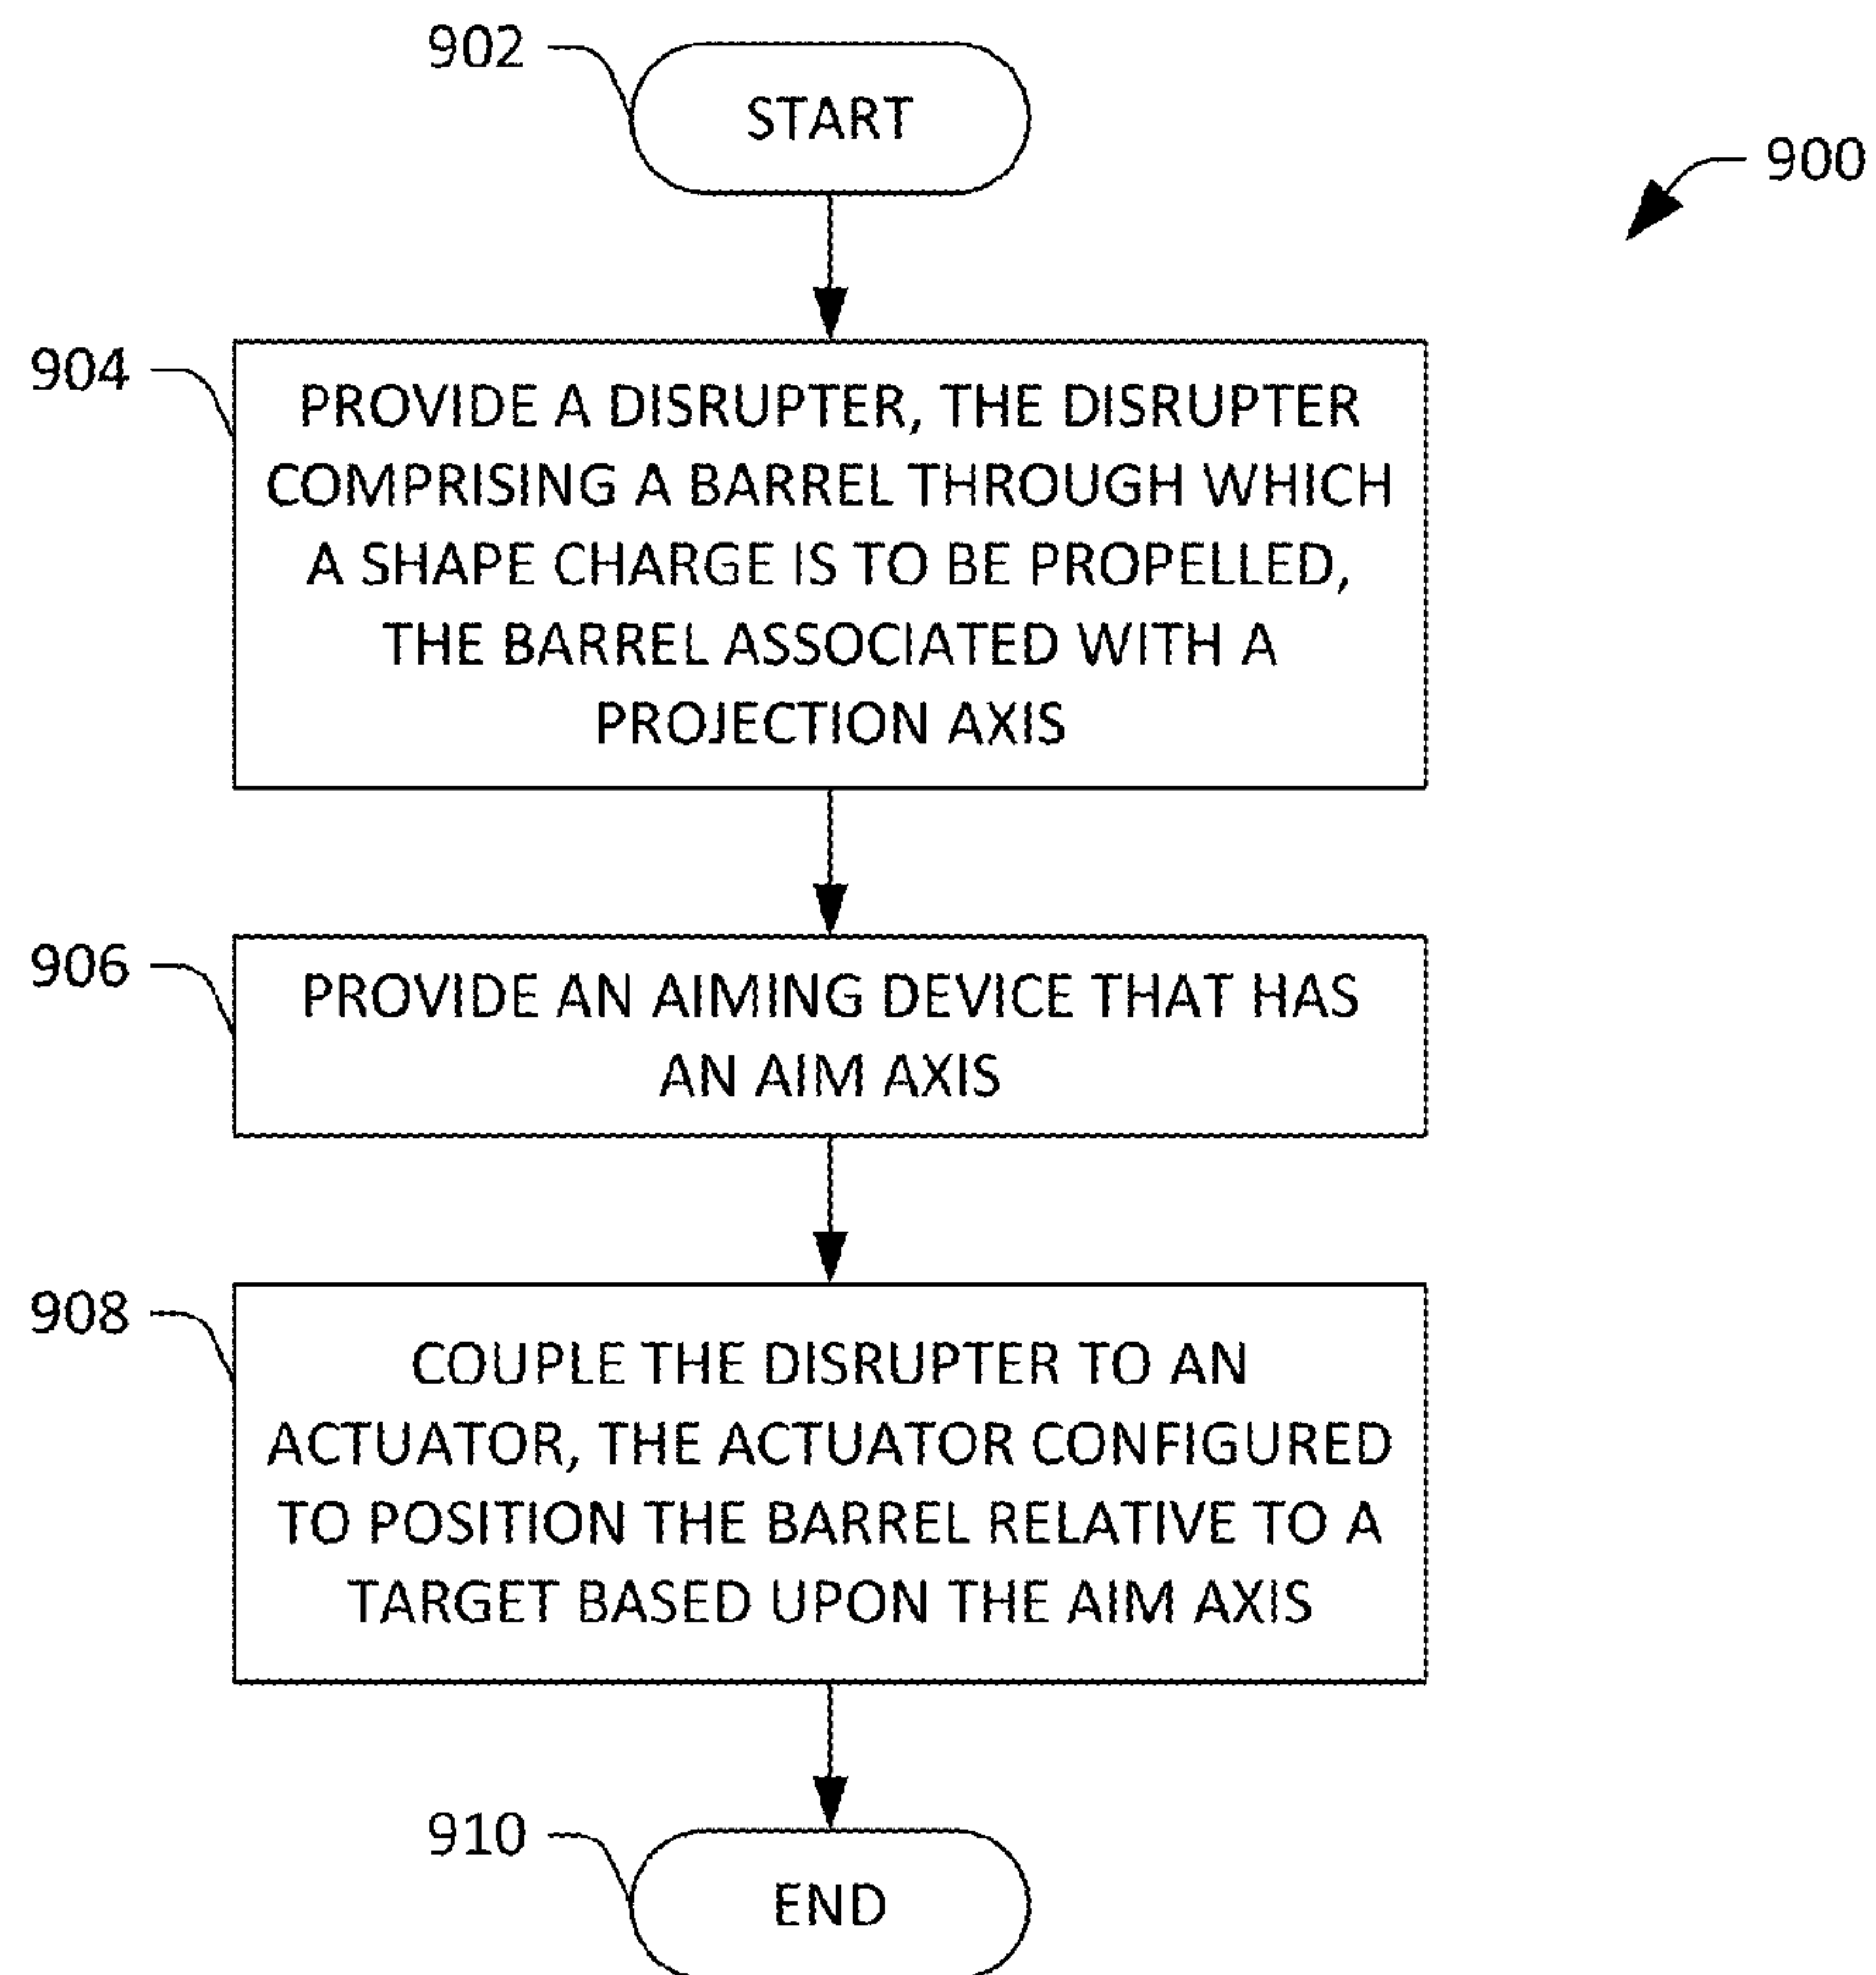 902
START
900
904
PROVIDE A DISRUPTER, THE DISRUPTER
COMPRISING A BARREL THROUGH WHICH
A SHAPE CHARGE IS TO BE PROPELLED,
THE BARREL ASSOCIATED WITH A
PROJECTION AXIS
906
PROVIDE AN AIMING DEVICE THAT HAS
AN AIM AXIS
908
COUPLE THE DISRUPTER TO AN
ACTUATOR, THE ACTUATOR CONFIGURED
TO POSITION THE BARREL RELATIVE TO A
TARGET BASED UPON THE AIM AXIS
910
END